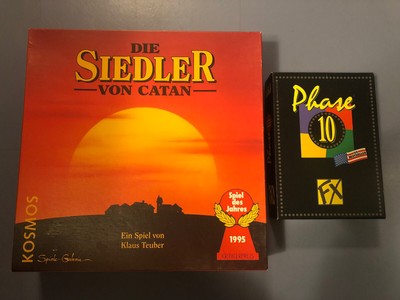 DIE
SIEDLER
VON CATAN
Spiel des
Jahres
1995
Ein Spiel von
Klaus Teuber
KOSMOS
Phase
10
FX